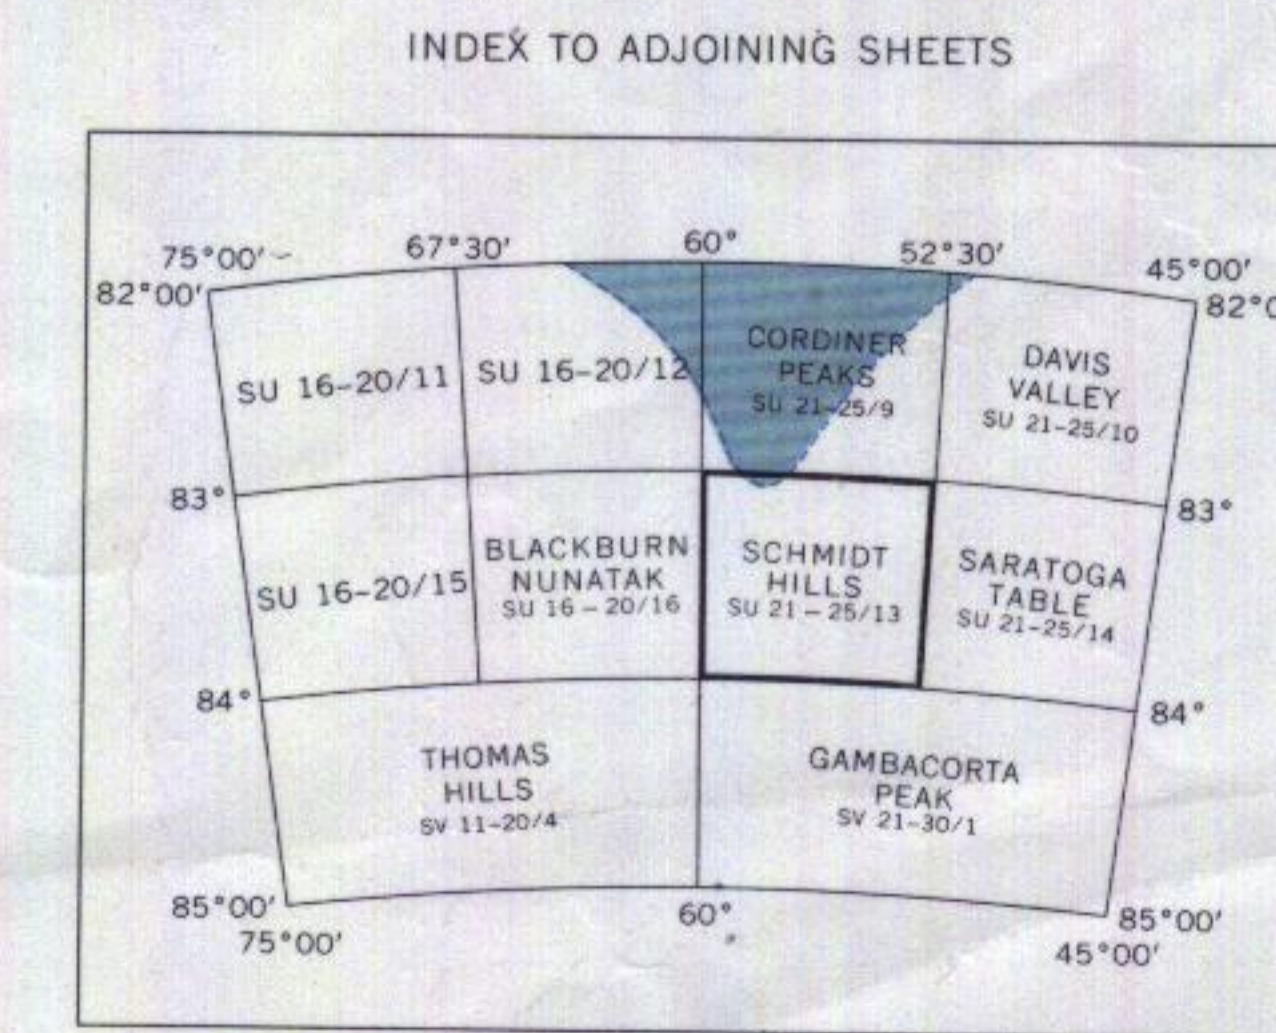 INDEX TO ADJOINING SHEETS
75°00′ 67°30′ 60° 52°30′ 45°00′
82°00′ 82°
SU 16-20/11
SU 16-20/12
CORDINER
PEAKS
SU 21-25/9
DAVIS
VALLEY
SU 21-25/10
83° 83°
SU 16-20/15
BLACKBURN
NUNATAK
SU 16-20/16
SCHMIDT
HILLS
SU 21-25/13
SARATOGA
TABLE
SU 21-25/14
84° 84°
THOMAS
HILLS
SV 11-20/4
GAMBACORTA
PEAK
SV 21-30/1
85°00′ 60° 85°00′
75°00′ 45°00′